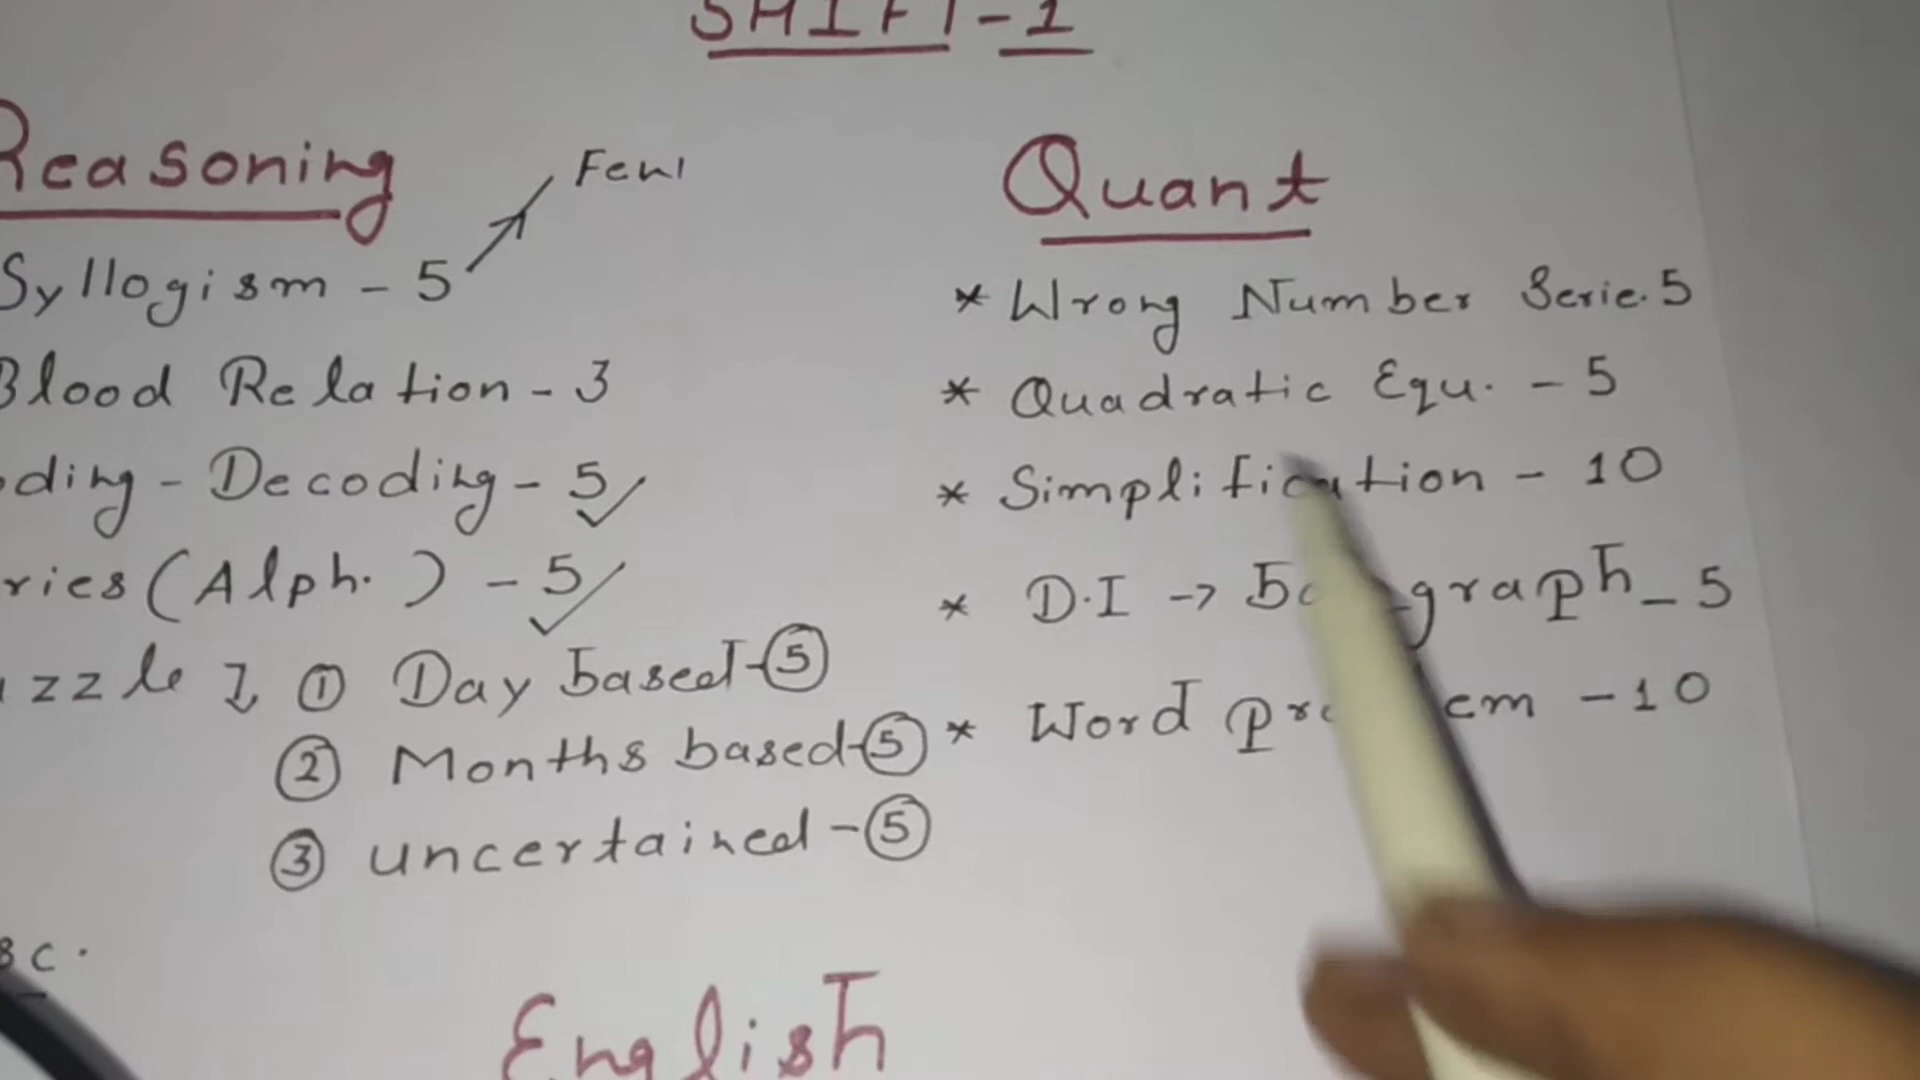 SHIFT-1
Reasoning
Syllogism - 5
Blood Relation - 3
ding - Decoding - 5
ries (Alph.) - 5
zzle ① Day based - ⑤
② Months based - ⑤
③ uncertained - ⑤
Quant
* Wrong Number Serie. 5
* Quadratic Equ. - 5
* Simplification - 10
* D.I → graph - 5
* Word - 10
English